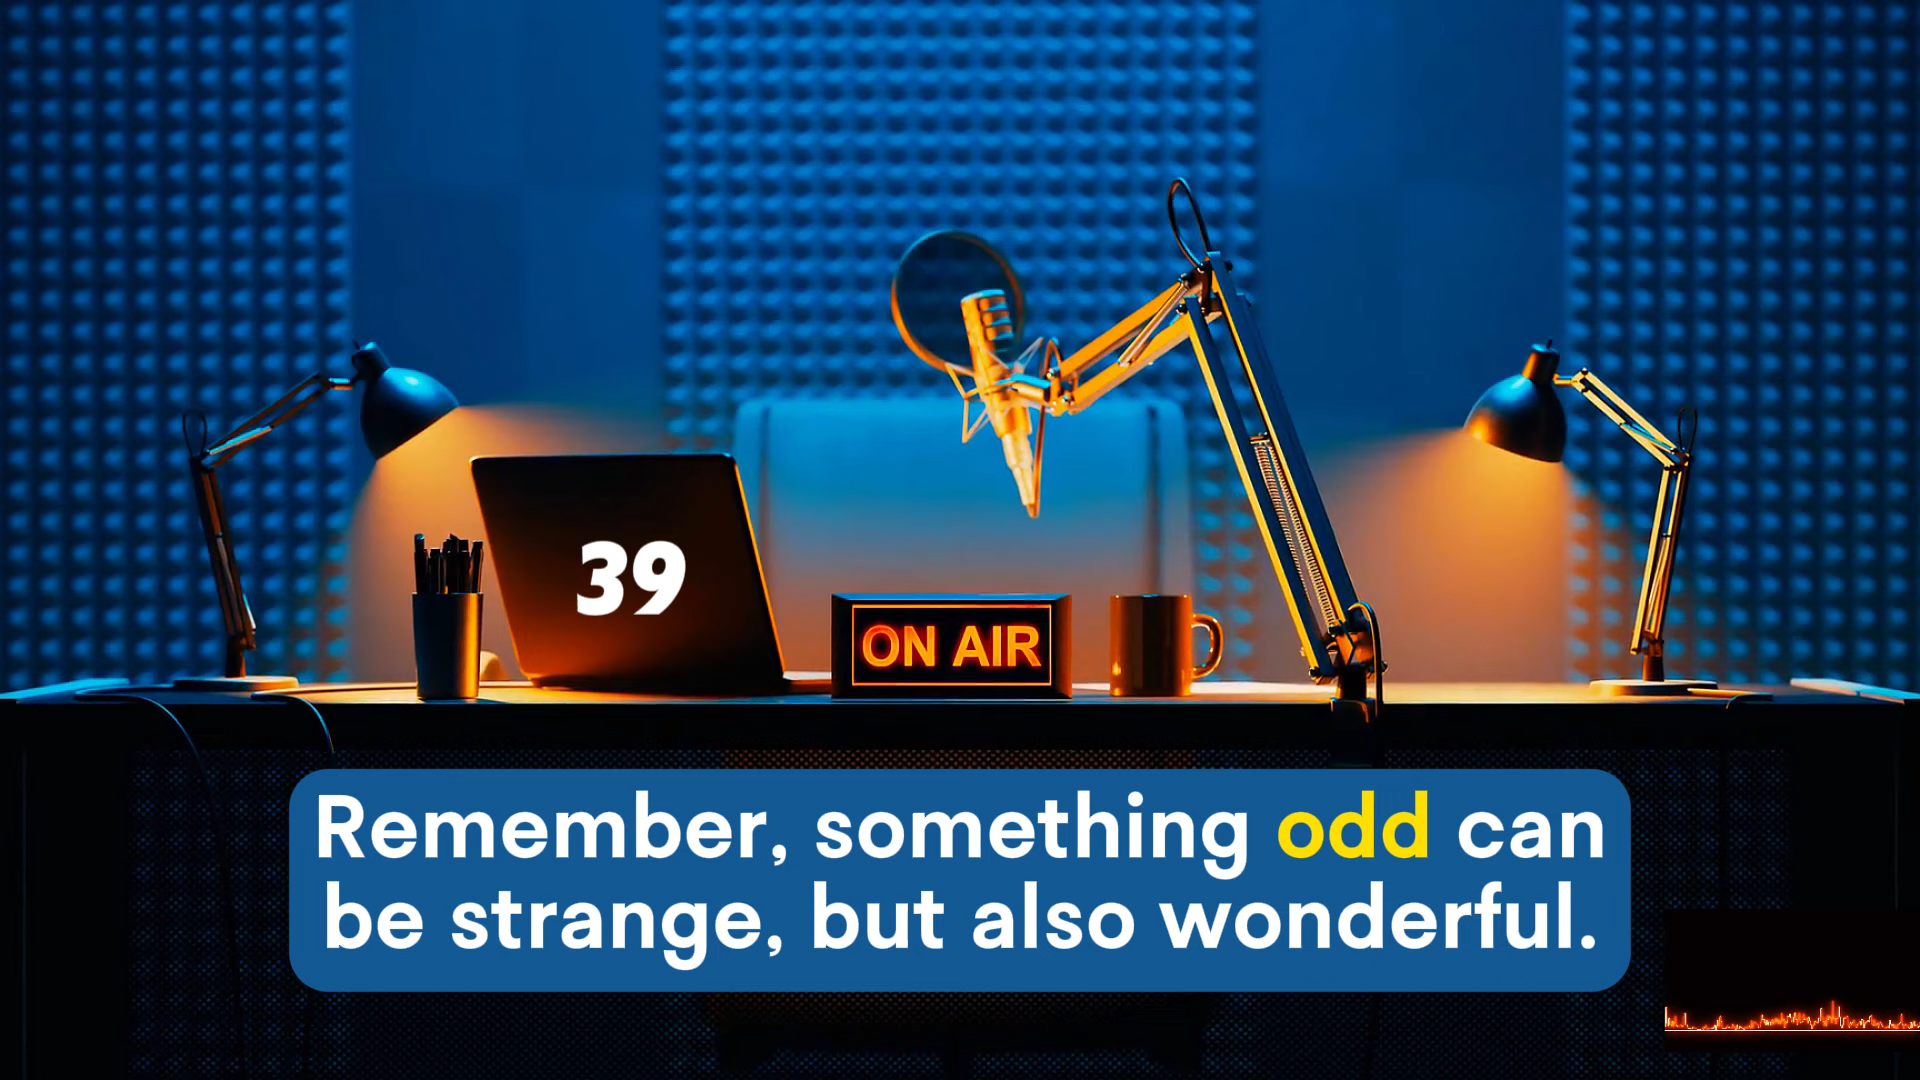 39
ON AIR
Remember, something odd can
be strange, but also wonderful.